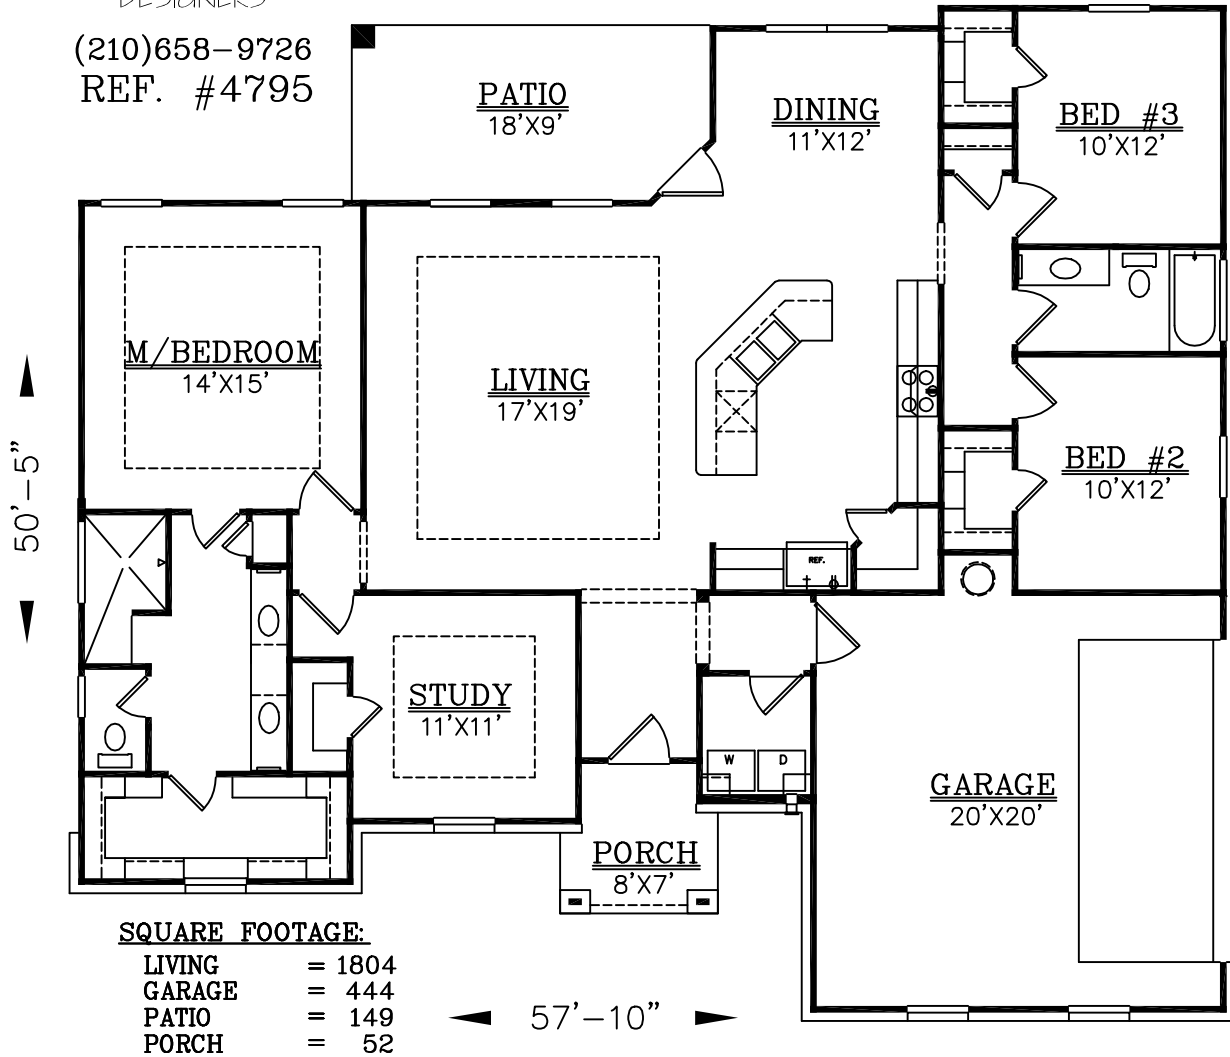 DESIGNERS
(210)658-9726
REF. #4795
PATIO
18'X9'
DINING
11'X12'
BED #3
10'X12'
M/BEDROOM
14'X15'
LIVING
17'X19'
BED #2
10'X12'
50'-5"
REF.
STUDY
11'X11'
W
D
GARAGE
20'X20'
PORCH
8'X7'
SQUARE FOOTAGE:
LIVING = 1804
GARAGE = 444
PATIO = 149
PORCH = 52
57'-10"